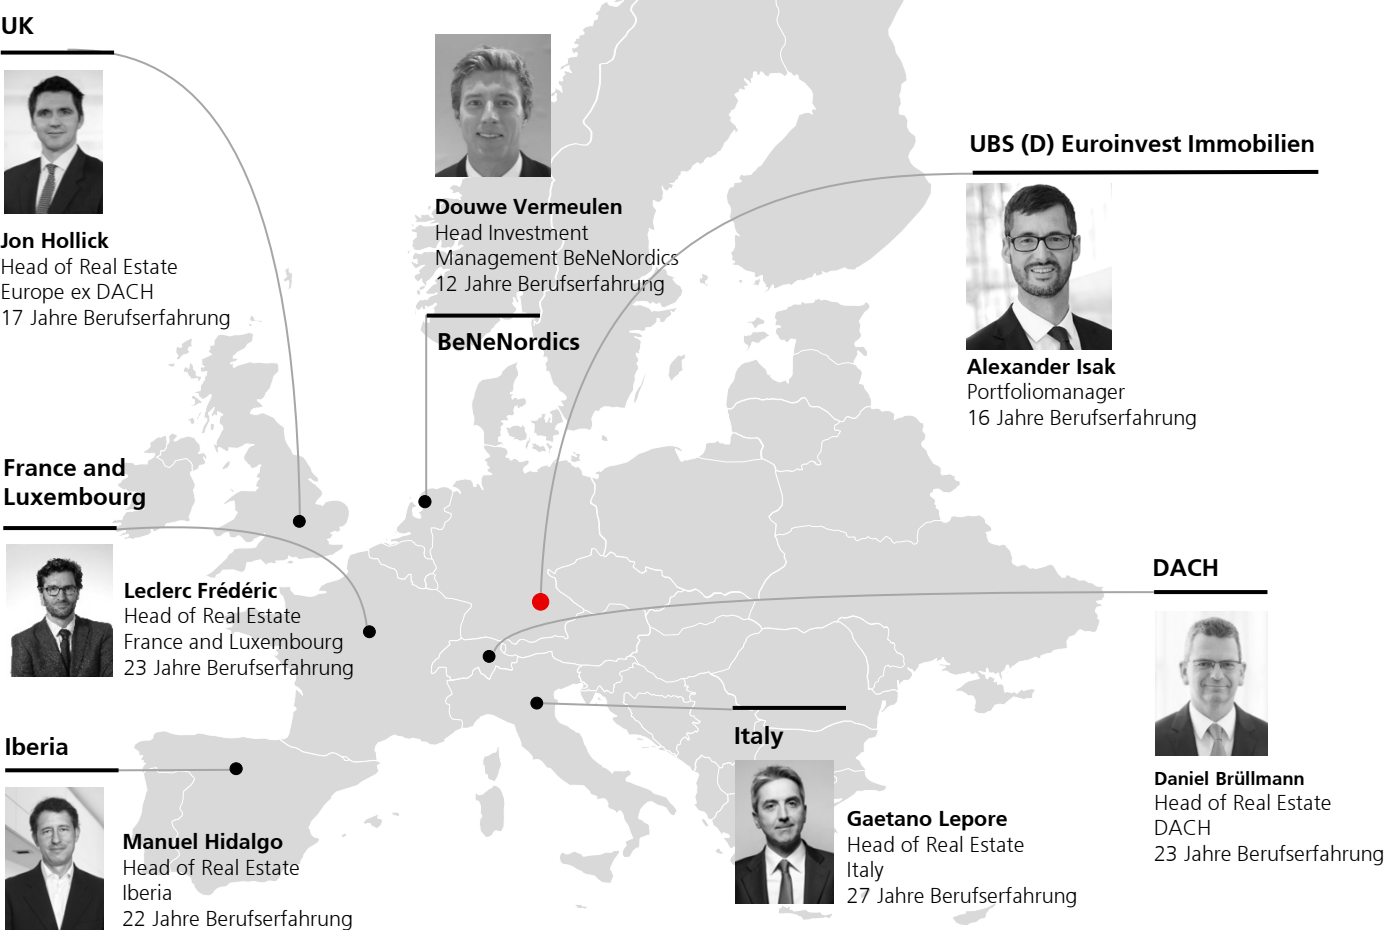 UK
Jon Hollick
Head of Real Estate
Europe ex DACH
17 Jahre Berufserfahrung
Douwe Vermeulen
Head Investment
Management BeNeNordics
12 Jahre Berufserfahrung
BeNeNordics
UBS (D) Euroinvest Immobilien
Alexander Isak
Portfoliomanager
16 Jahre Berufserfahrung
France and
Luxembourg
Leclerc Frédéric
Head of Real Estate
France and Luxembourg
23 Jahre Berufserfahrung
DACH
Daniel Brüllmann
Head of Real Estate
DACH
23 Jahre Berufserfahrung
Iberia
Manuel Hidalgo
Head of Real Estate
Iberia
22 Jahre Berufserfahrung
Italy
Gaetano Lepore
Head of Real Estate
Italy
27 Jahre Berufserfahrung